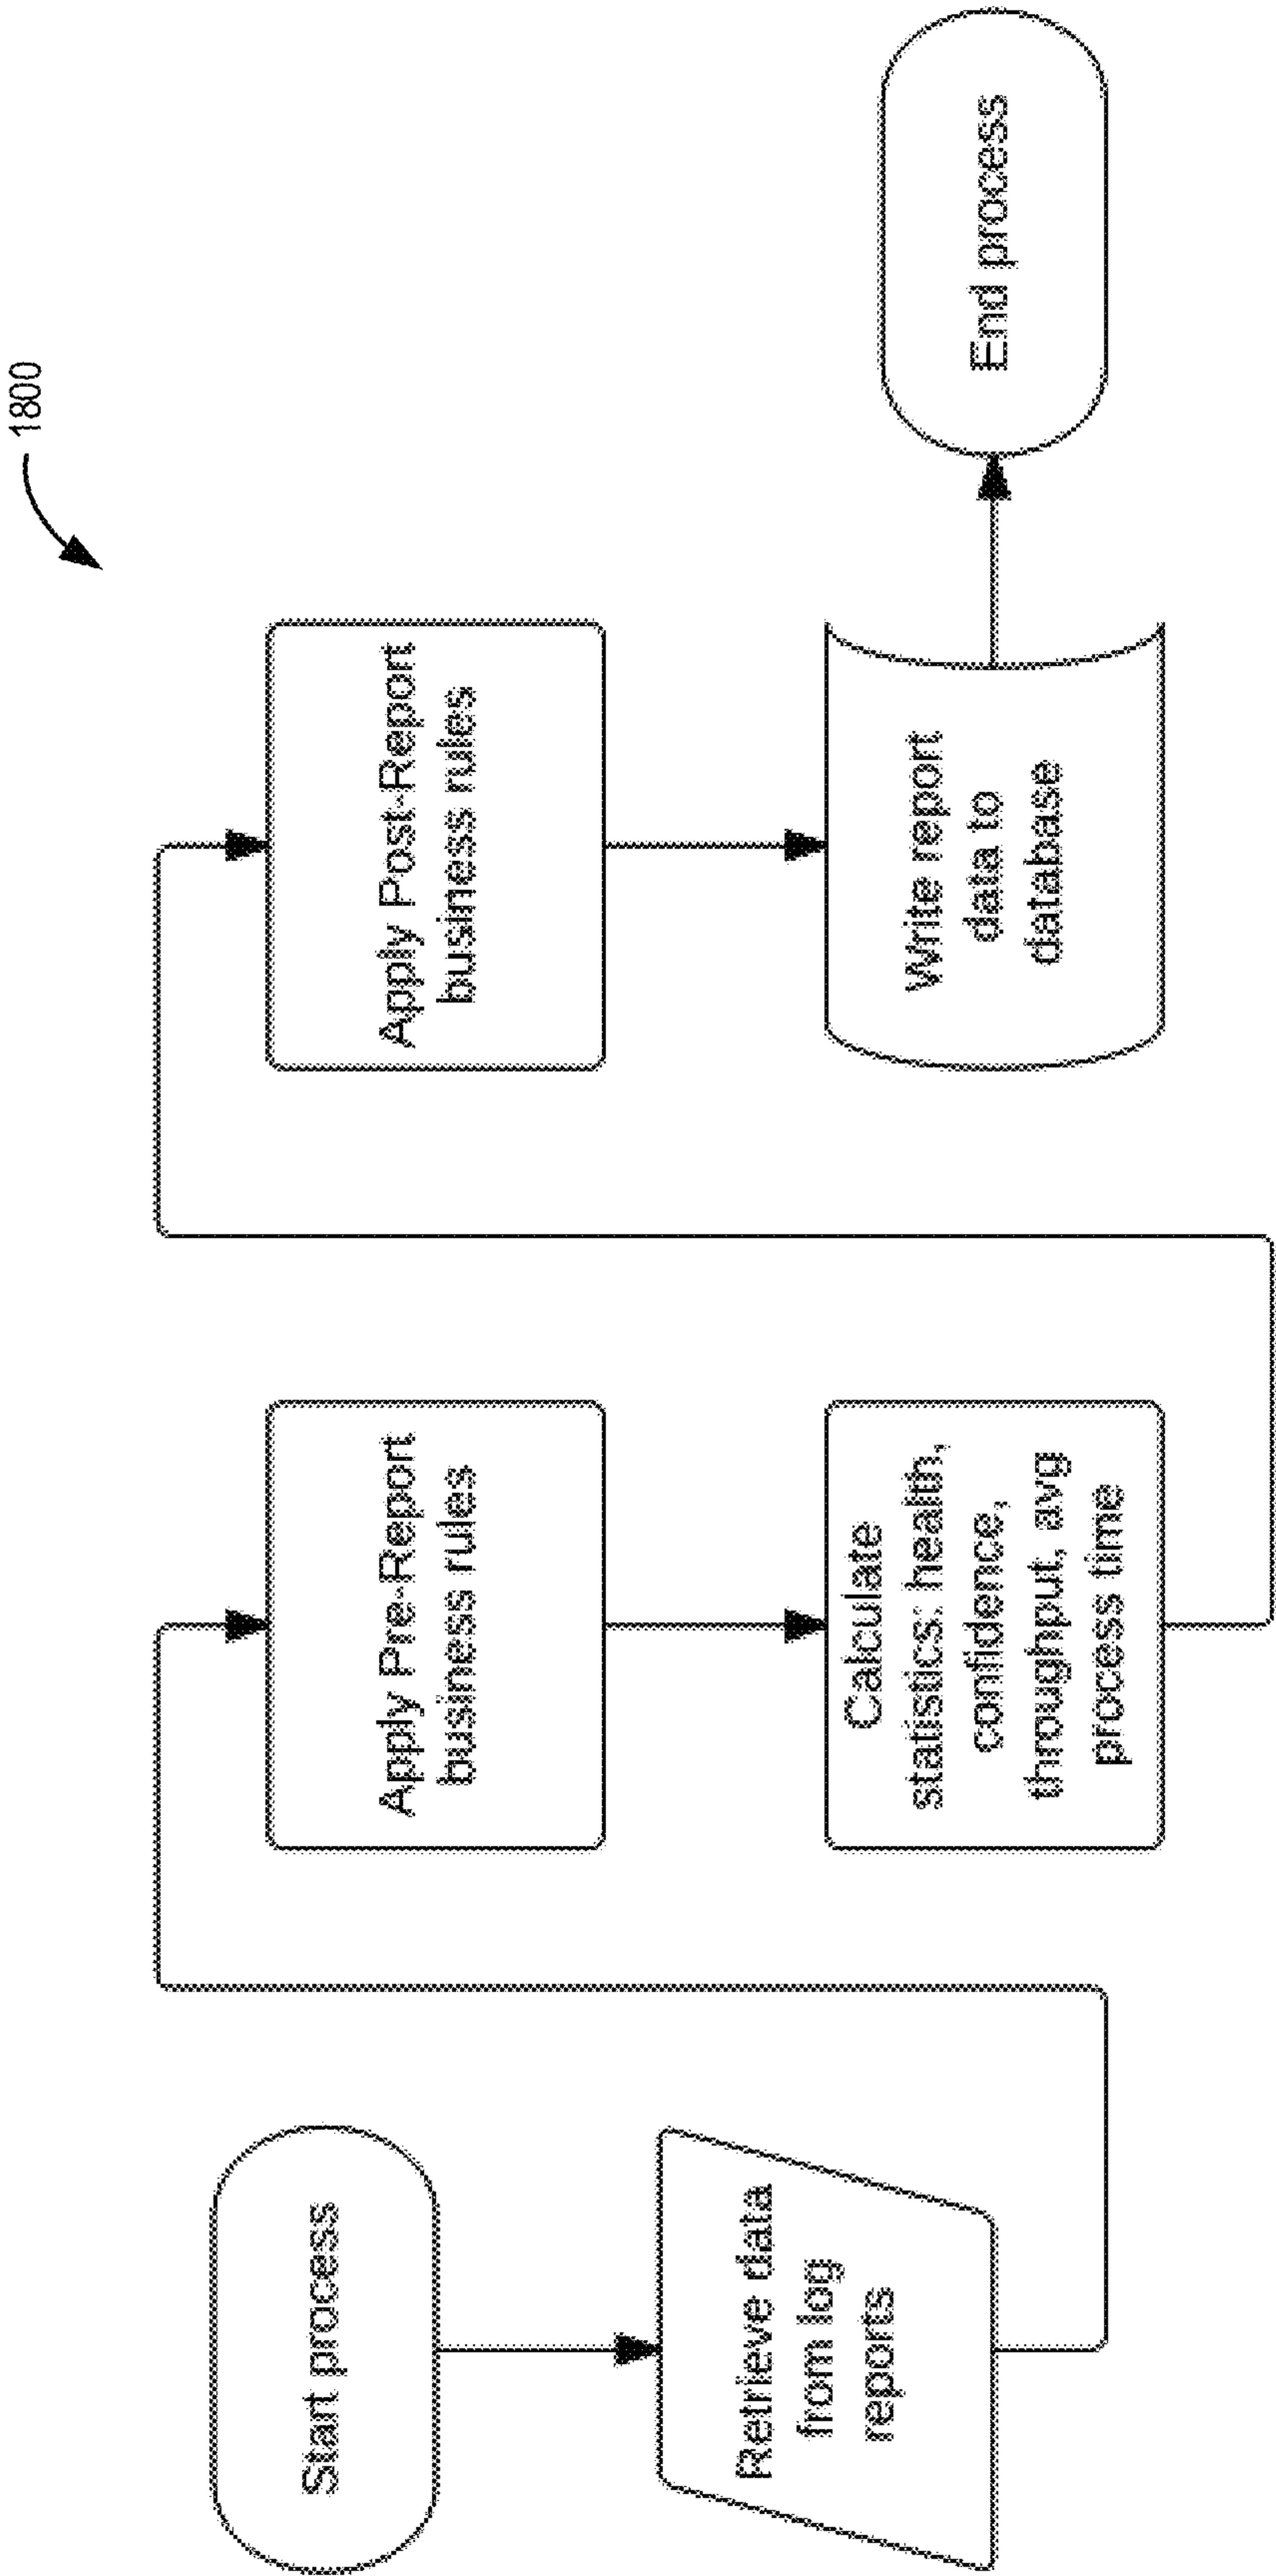 1800
Start process
Retrieve data
from log
reports
Apply Pre-Report
business rules
Calculate
statistics: health,
confidence,
throughput, avg
process time
Apply Post-Report
business rules
Write report
data to
database
End process